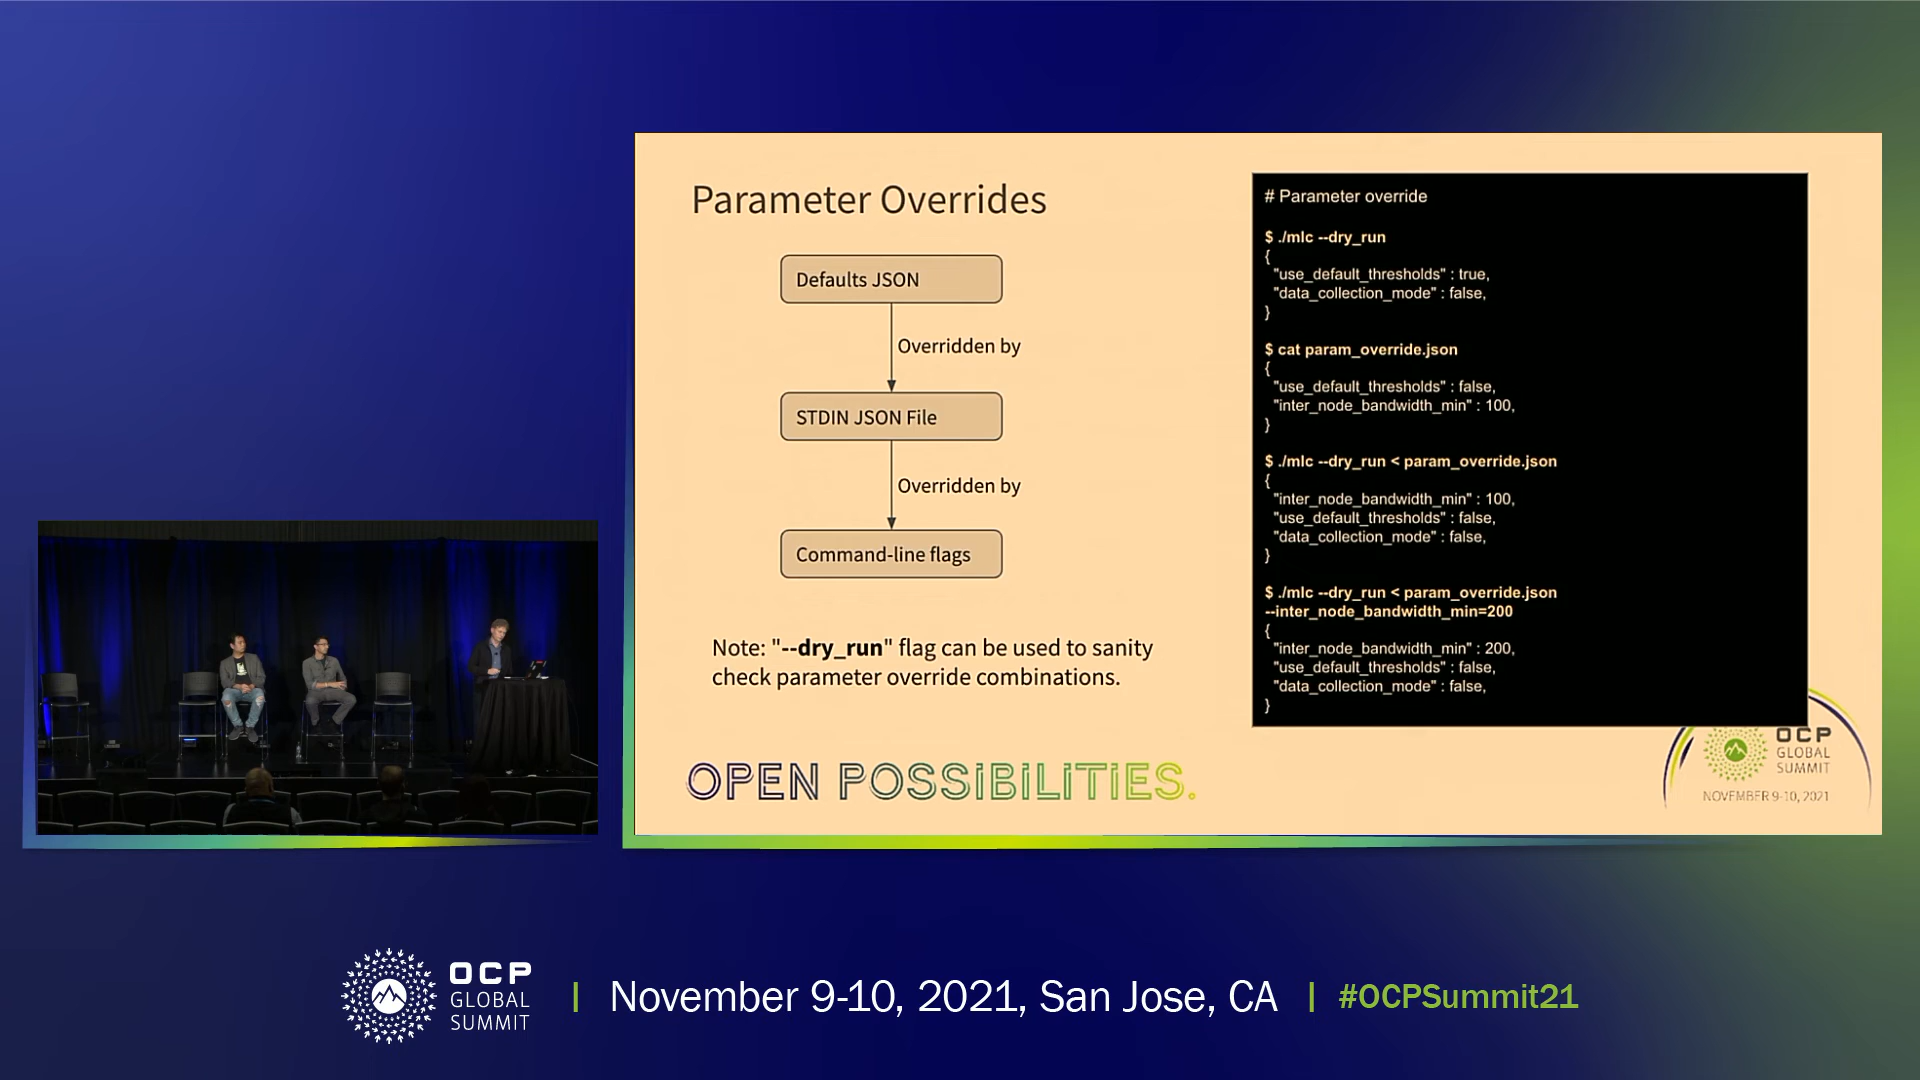 Parameter Overrides
Defaults JSON
Overridden by
STDIN JSON File
Overridden by
Command-line flags
Note: "--dry_run" flag can be used to sanity
check parameter override combinations.
OPEN POSSIBILITIES.
# Parameter override
$ ./mlc --dry_run
{
"use_default_thresholds" : true,
"data_collection_mode" : false,
}
$ cat param_override.json
{
"use_default_thresholds" : false,
"inter_node_bandwidth_min" : 100,
}
$ ./mlc --dry_run < param_override.json
{
"inter_node_bandwidth_min" : 100,
"use_default_thresholds" : false,
"data_collection_mode" : false,
}
$ ./mlc --dry_run < param_override.json
--inter_node_bandwidth_min=200
{
"inter_node_bandwidth_min" : 200,
"use_default_thresholds" : false,
"data_collection_mode" : false,
}
OCP
GLOBAL
SUMMIT
NOVEMBER 9-10, 2021
OCP
GLOBAL
SUMMIT
November 9-10, 2021, San Jose, CA
#OCPSummit21